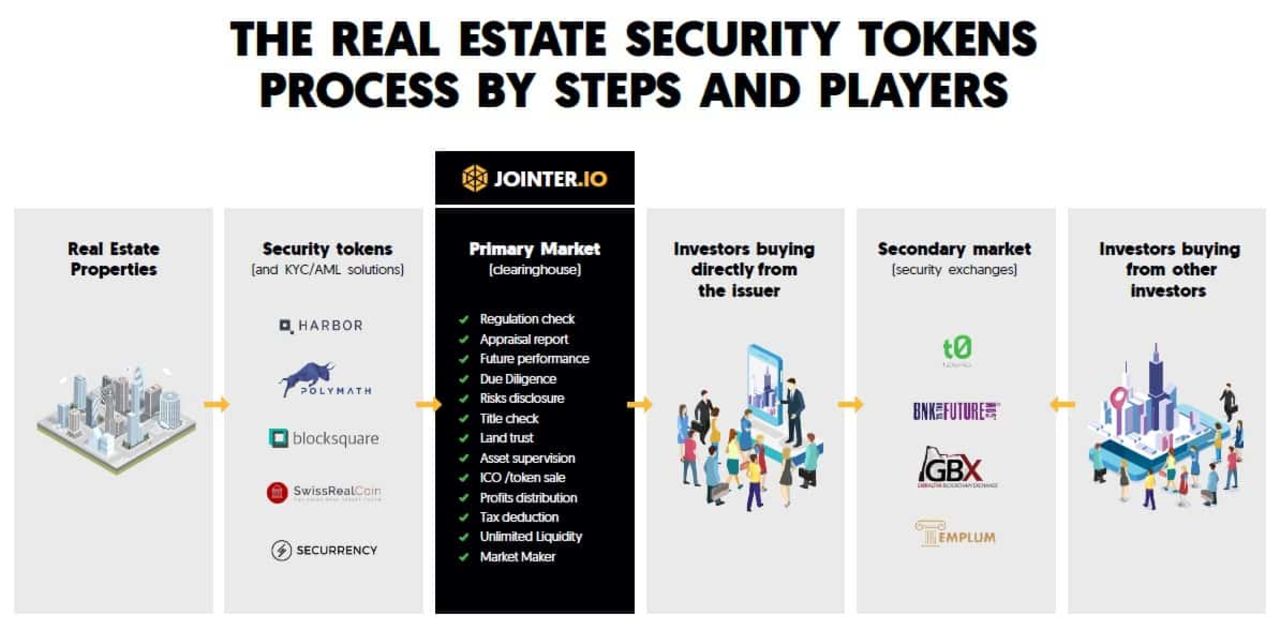 THE REAL ESTATE SECURITY TOKENS
PROCESS BY STEPS AND PLAYERS
JOINTER.IO
Real Estate
Properties
Security tokens
(and KYC/AML solutions)
HARBOR
POLYMATH
blocksquare
SwissRealCoin
SECURRENCY
Primary Market
(clearinghouse)
Regulation check
Appraisal report
Future performance
Due Diligence
Risks disclosure
Title check
Land trust
Asset supervision
ICO /token sale
Profits distribution
Tax deduction
Unlimited Liquidity
Market Maker
Investors buying
directly from
the issuer
Secondary market
(security exchanges)
t0
BNK TO THE FUTURE .COM
GBX
GIBRALTAR BLOCKCHAIN EXCHANGE
TEMPLUM
Investors buying
from other
investors